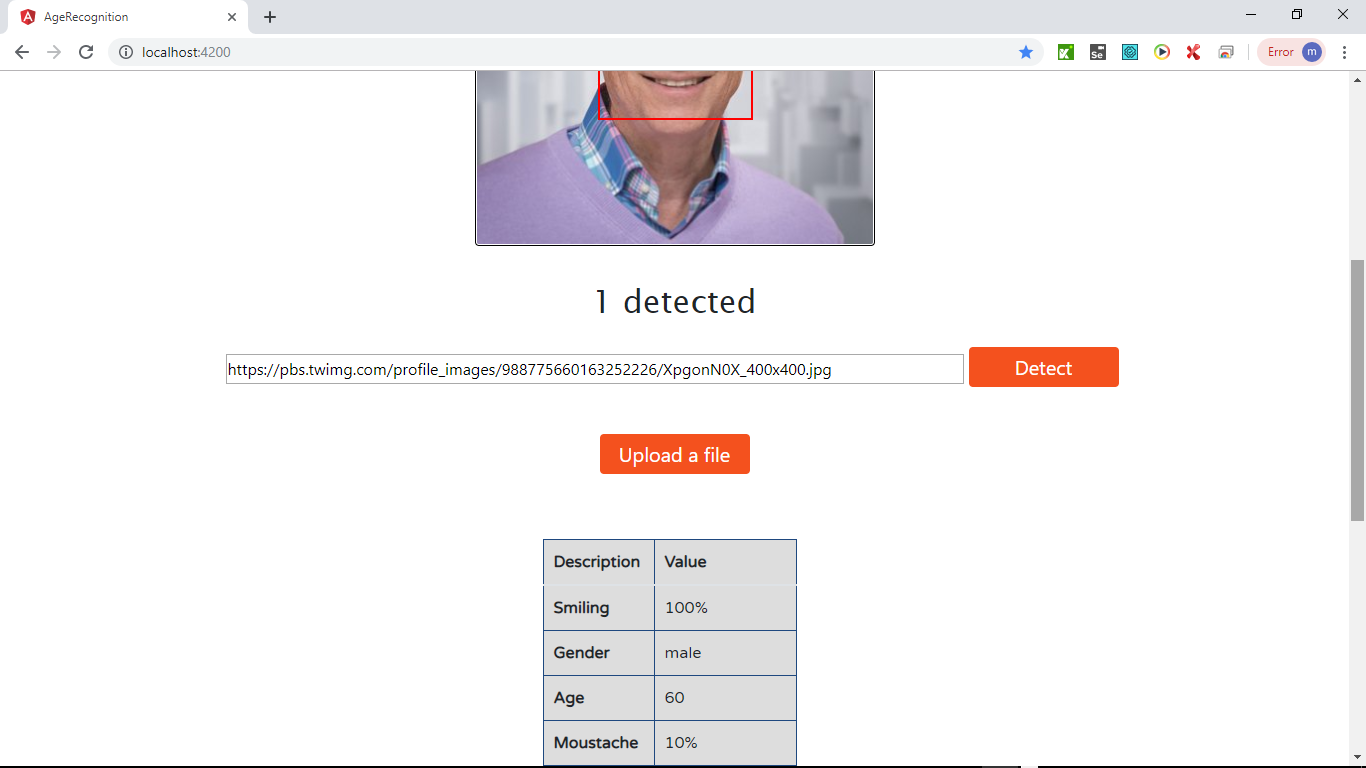 AgeRecognition
localhost:4200
Se
Error m
1 detected
https://pbs.twimg.com/profile_images/988775660163252226/XpgonN0X_400x400.jpg Detect
Upload a file
Description Value
Smiling 100%
Gender male
Age 60
Moustache 10%